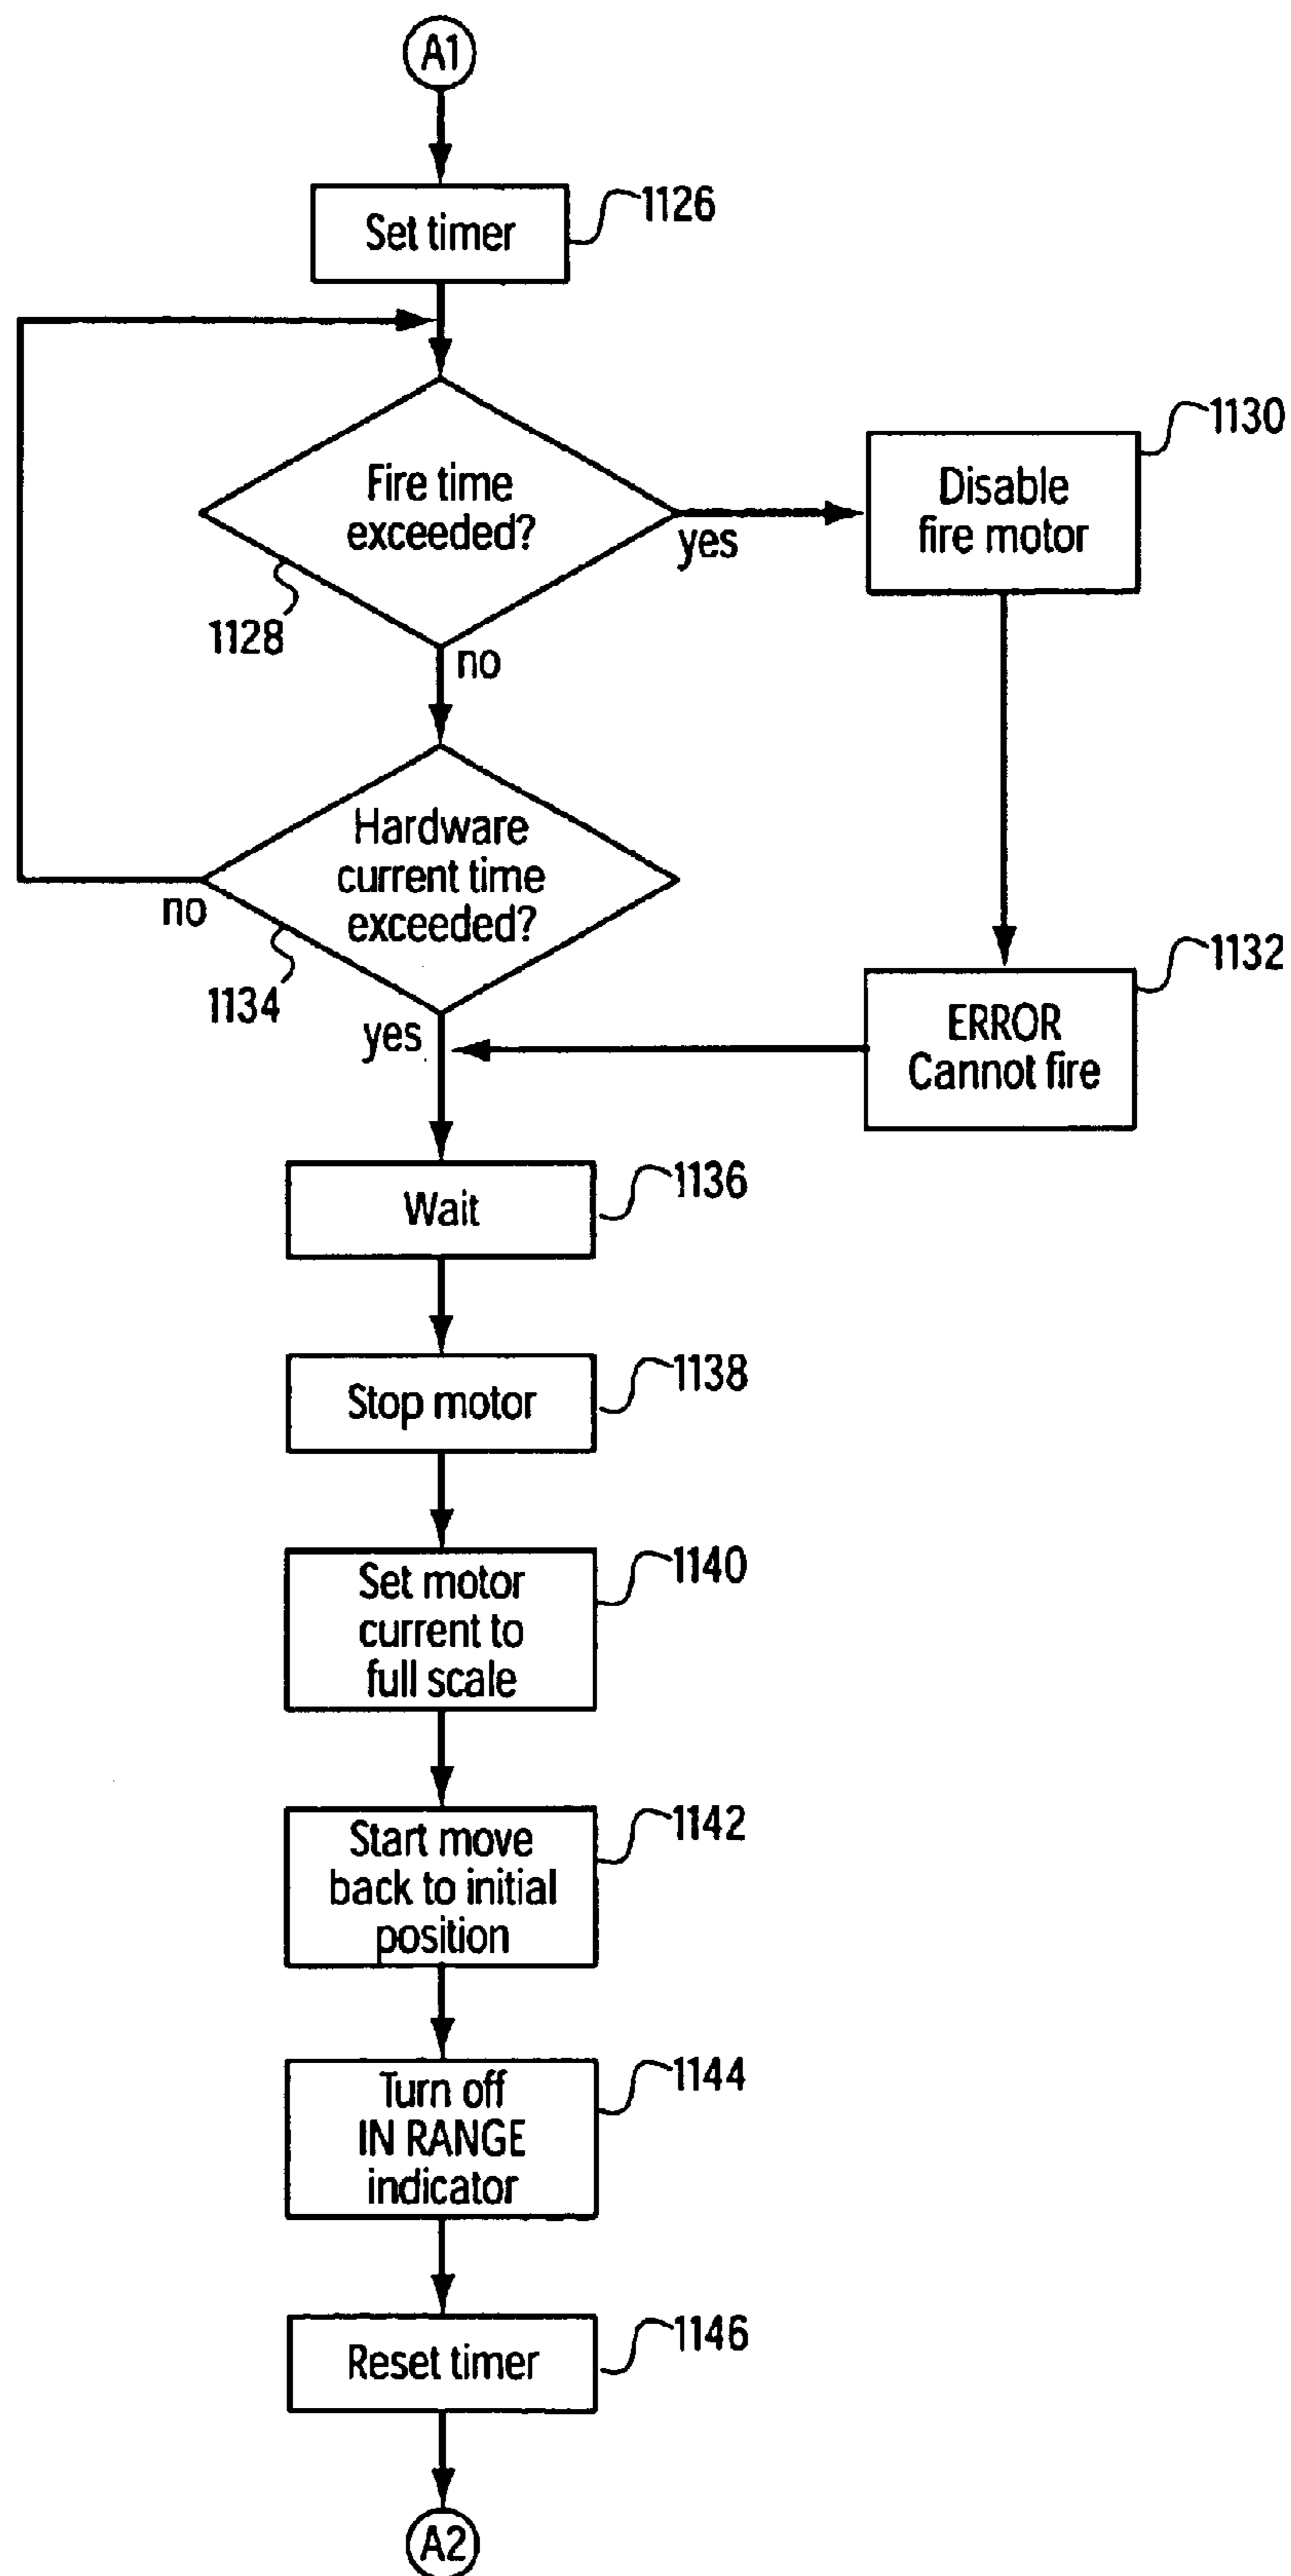 A1
Set timer
1126
Fire time
exceeded?
yes
1128
no
Disable
fire motor
1130
Hardware
current time
exceeded?
no
1134
yes
ERROR
Cannot fire
1132
Wait
1136
Stop motor
1138
Set motor
current to
full scale
1140
Start move
back to initial
position
1142
Turn off
IN RANGE
indicator
1144
Reset timer
1146
A2